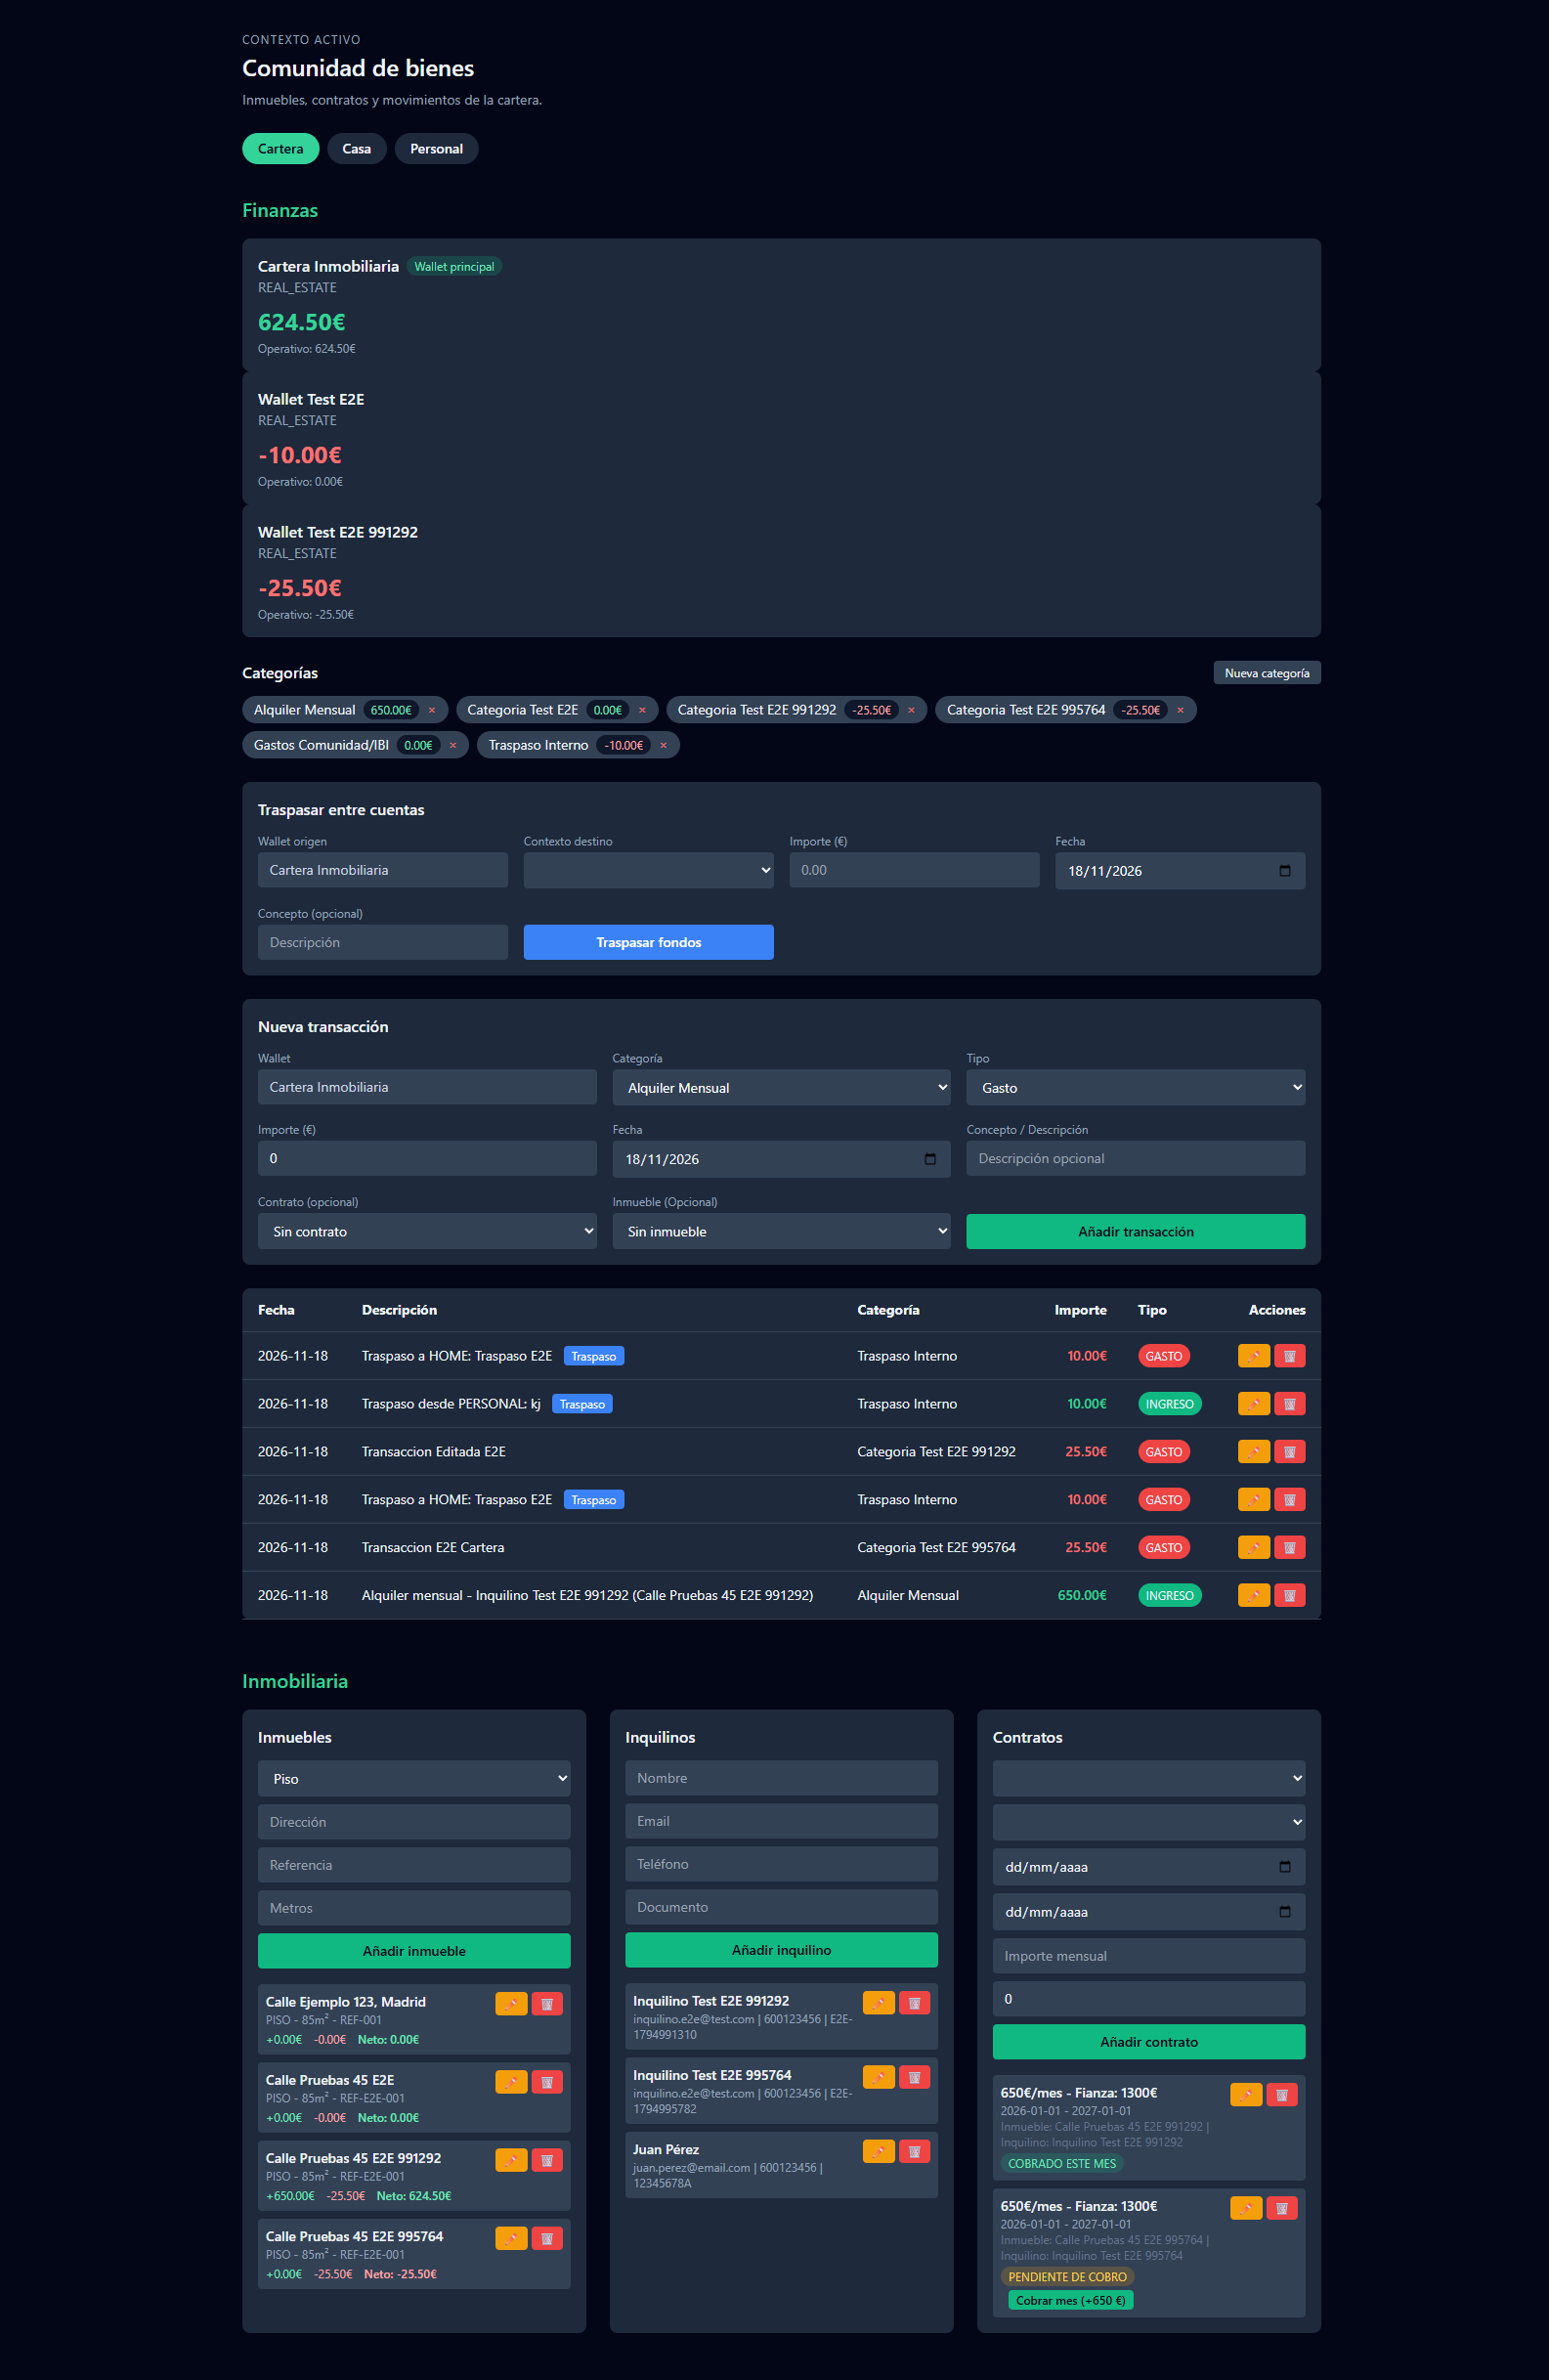 CONTEXTO ACTIVO
Comunidad de bienes
Inmuebles, contratos y movimientos de la cartera.
Cartera Casa Personal
Finanzas
Cartera Inmobiliaria Wallet principal
REAL_ESTATE
624.50€
Operativo: 624.50€
Wallet Test E2E
REAL_ESTATE
-10.00€
Operativo: 0.00€
Wallet Test E2E 991292
REAL_ESTATE
-25.50€
Operativo: -25.50€
Categorías Nueva categoría
Alquiler Mensual 650.00€ × Categoria Test E2E 0.00€ × Categoria Test E2E 991292 -25.50€ × Categoria Test E2E 995764 -25.50€ ×
Gastos Comunidad/IBI 0.00€ × Traspaso Interno -10.00€ ×
Traspasar entre cuentas
Wallet origen Contexto destino Importe (€) Fecha
Cartera Inmobiliaria 0.00 18/11/2026
Concepto (opcional)
Descripción Traspasar fondos
Nueva transacción
Wallet Categoría Tipo
Cartera Inmobiliaria Alquiler Mensual Gasto
Importe (€) Fecha Concepto / Descripción
0 18/11/2026 Descripción opcional
Contrato (opcional) Inmueble (Opcional)
Sin contrato Sin inmueble Añadir transacción
Fecha Descripción Categoría Importe Tipo Acciones
2026-11-18 Traspaso a HOME: Traspaso E2E Traspaso Traspaso Interno 10.00€ GASTO
2026-11-18 Traspaso desde PERSONAL: kj Traspaso Traspaso Interno 10.00€ INGRESO
2026-11-18 Transaccion Editada E2E Categoria Test E2E 991292 25.50€ GASTO
2026-11-18 Traspaso a HOME: Traspaso E2E Traspaso Traspaso Interno 10.00€ GASTO
2026-11-18 Transaccion E2E Cartera Categoria Test E2E 995764 25.50€ GASTO
2026-11-18 Alquiler mensual - Inquilino Test E2E 991292 (Calle Pruebas 45 E2E 991292) Alquiler Mensual 650.00€ INGRESO
Inmobiliaria
Inmuebles
Piso
Dirección
Referencia
Metros
Añadir inmueble
Calle Ejemplo 123, Madrid
PISO - 85m² - REF-001
+0.00€ -0.00€ Neto: 0.00€
Calle Pruebas 45 E2E
PISO - 85m² - REF-E2E-001
+0.00€ -0.00€ Neto: 0.00€
Calle Pruebas 45 E2E 991292
PISO - 85m² - REF-E2E-001
+650.00€ -25.50€ Neto: 624.50€
Calle Pruebas 45 E2E 995764
PISO - 85m² - REF-E2E-001
+0.00€ -25.50€ Neto: -25.50€
Inquilinos
Nombre
Email
Teléfono
Documento
Añadir inquilino
Inquilino Test E2E 991292
inquilino.e2e@test.com | 600123456 | E2E-
1794991310
Inquilino Test E2E 995764
inquilino.e2e@test.com | 600123456 | E2E-
1794995782
Juan Pérez
juan.perez@email.com | 600123456 |
12345678A
Contratos
dd/mm/aaaa
dd/mm/aaaa
Importe mensual
0
Añadir contrato
650€/mes - Fianza: 1300€
2026-01-01 - 2027-01-01
Inmueble: Calle Pruebas 45 E2E 991292 |
Inquilino: Inquilino Test E2E 991292
COBRADO ESTE MES
650€/mes - Fianza: 1300€
2026-01-01 - 2027-01-01
Inmueble: Calle Pruebas 45 E2E 995764 |
Inquilino: Inquilino Test E2E 995764
PENDIENTE DE COBRO
Cobrar mes (+650 €)